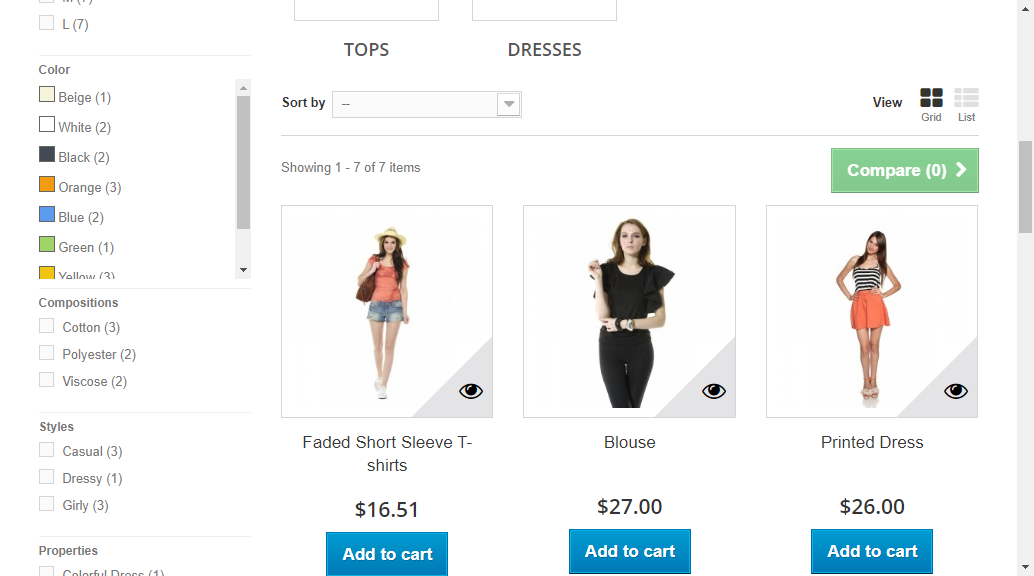 L (7)
Color
Beige (1)
White (2)
Black (2)
Orange (3)
Blue (2)
Green (1)
Yellow (3)
Compositions
Cotton (3)
Polyester (2)
Viscose (2)
Styles
Casual (3)
Dressy (1)
Girly (3)
Properties
Colorful Dress (1)
TOPS
DRESSES
Sort by
--
View
Grid
List
Showing 1 - 7 of 7 items
Compare (0)
Faded Short Sleeve T-
shirts
$16.51
Add to cart
Blouse
$27.00
Add to cart
Printed Dress
$26.00
Add to cart